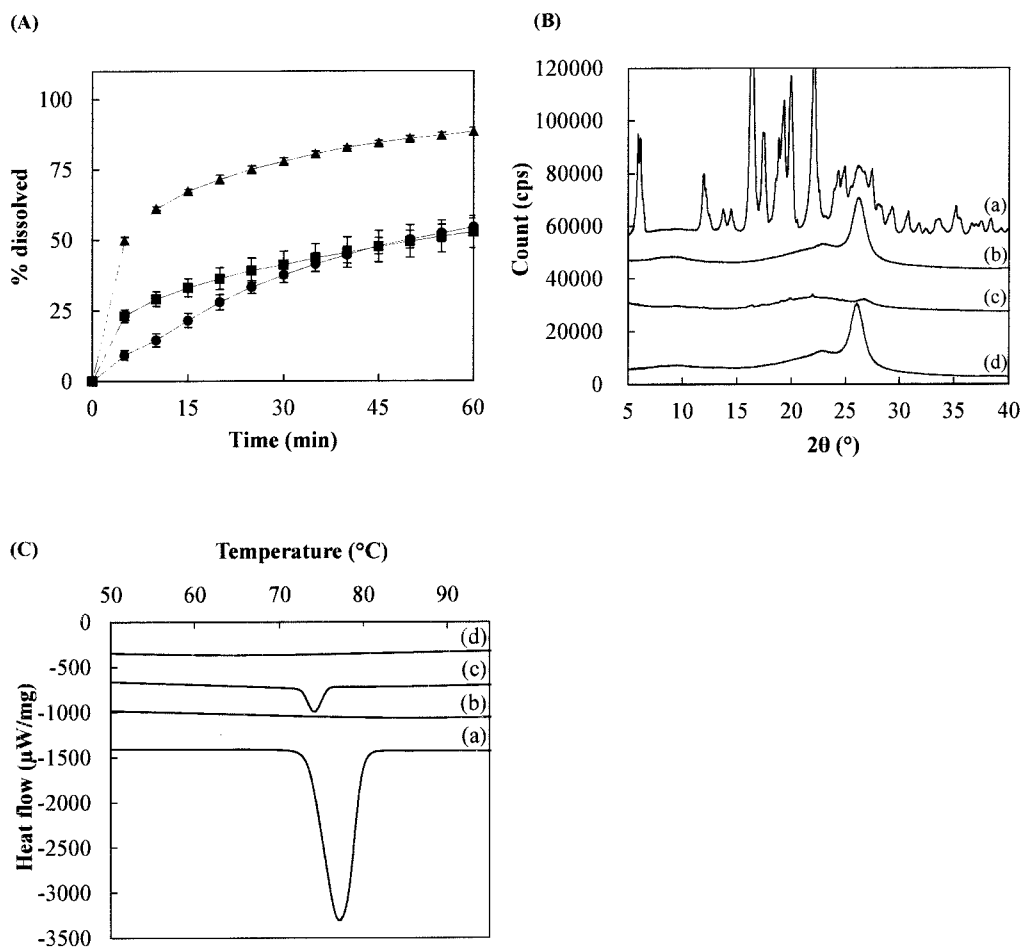 (A)
100
75
50
25
0
% dissolved
0 15 30 45 60
Time (min)
(B)
120000
100000
80000
60000
40000
20000
0
Count (cps)
(a)
(b)
(c)
(d)
5 10 15 20 25 30 35 40
2θ (°)
(C)
Temperature (°C)
50 60 70 80 90
0
-500
-1000
-1500
-2000
-2500
-3000
-3500
Heat flow (µW/mg)
(d)
(c)
(b)
(a)